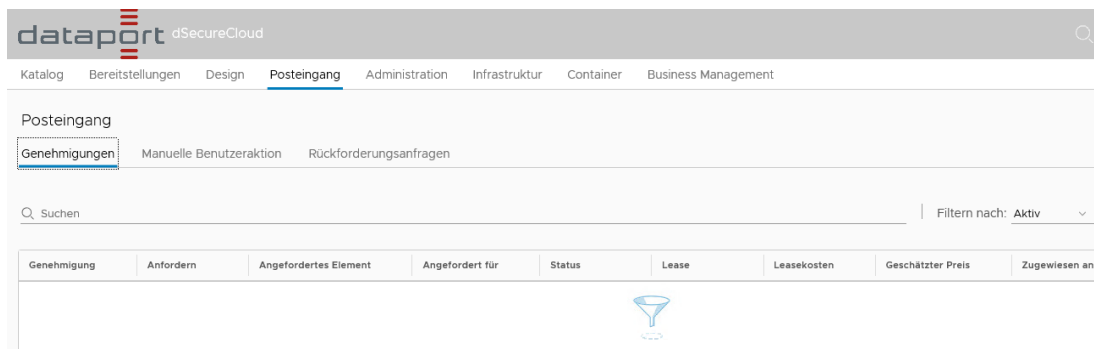 dataport dSecureCloud
Katalog Bereitstellungen Design Posteingang Administration Infrastruktur Container Business Management
Posteingang
Genehmigungen Manuelle Benutzeraktion Rückforderungsanfragen
Suchen Filtern nach: Aktiv
Genehmigung Anfordern Angefordertes Element Angefordert für Status Lease Leasekosten Geschätzter Preis Zugewiesen an